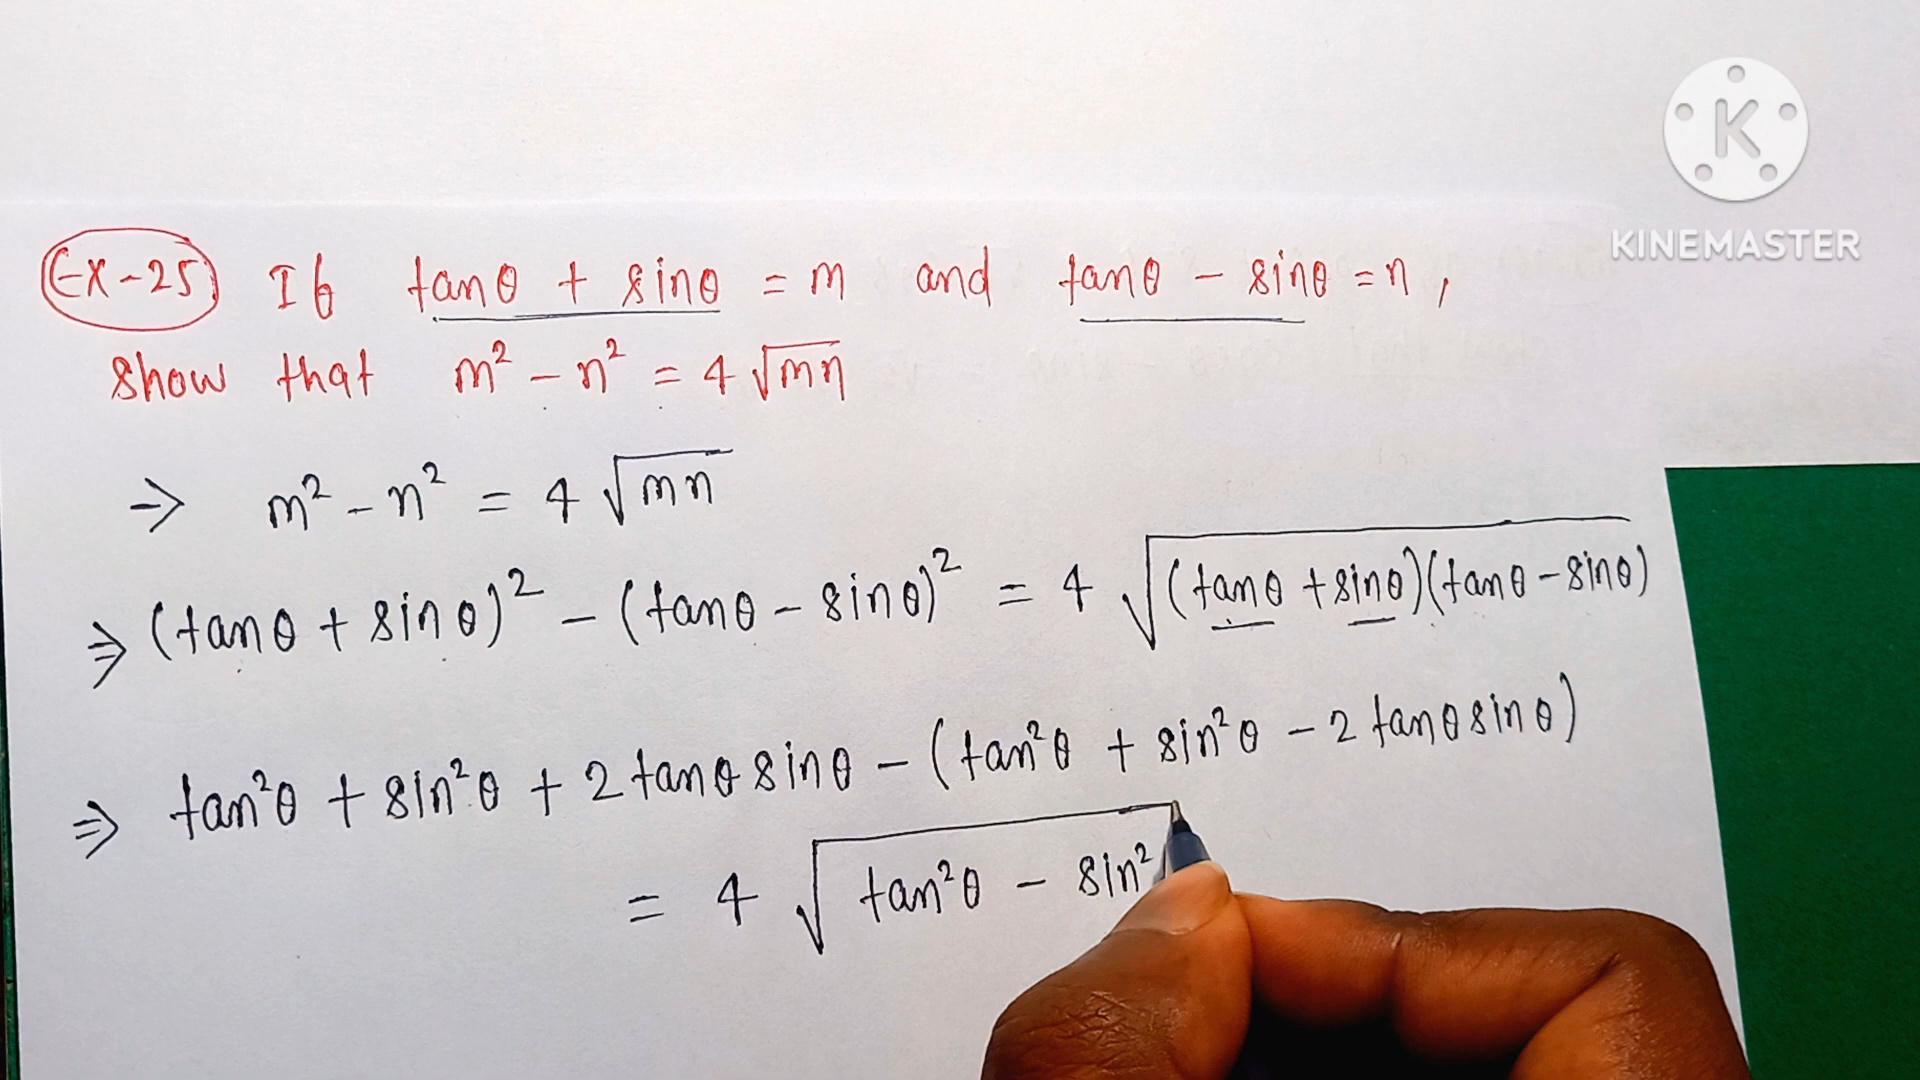 KINEMASTER
Ex-25 If tanθ + sinθ = m and tanθ - sinθ = n,
show that m² - n² = 4 √mn
→ m² - n² = 4 √mn
⇒ (tanθ + sinθ)² - (tanθ - sinθ)² = 4 √(tanθ + sinθ)(tanθ - sinθ)
⇒ tan²θ + sin²θ + 2 tanθ sinθ - (tan²θ + sin²θ - 2 tanθ sinθ)
= 4 √tan²θ - sin²